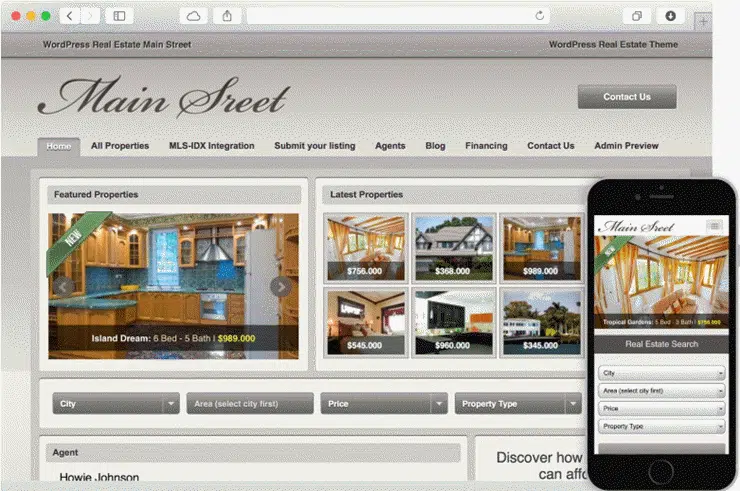 WordPress Real Estate Main Street
WordPress Real Estate Theme
Main Sreet
Contact Us
Home
All Properties
MLS-IDX Integration
Submit your listing
Agents
Blog
Financing
Contact Us
Admin Preview
Featured Properties
NEW
Island Dream: 6 Bed - 5 Bath | $989.000
Latest Properties
$756.000
$368.000
$989.000
$545.000
$960.000
$345.000
City
Area (select city first)
Price
Property Type
Agent
Howie Johnson
Discover how
can affo
Main Sreet
NEW
Tropical Gardens: 5 Bed - 3 Bath | $756.000
Real Estate Search
City
Area (select city first)
Price
Property Type